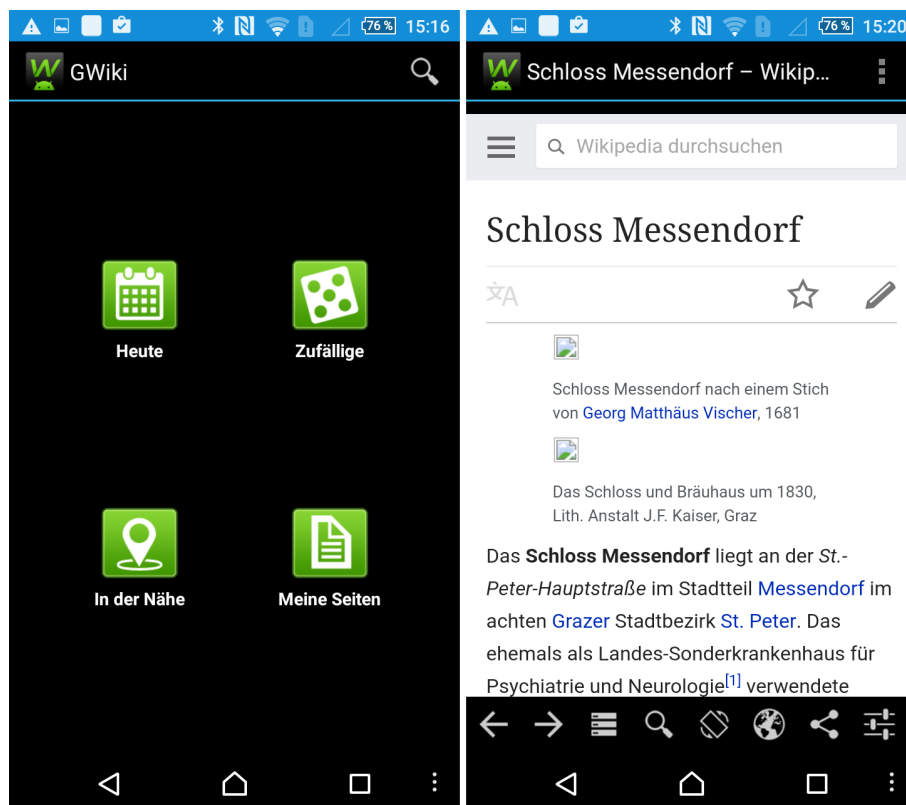 76 %
15:16
GWiki
Heute
Zufällige
In der Nähe
Meine Seiten
76 %
15:20
Schloss Messendorf – Wikip...
Wikipedia durchsuchen
Schloss Messendorf
文A
Schloss Messendorf nach einem Stich
von Georg Matthäus Vischer, 1681
Das Schloss und Bräuhaus um 1830,
Lith. Anstalt J.F. Kaiser, Graz
Das Schloss Messendorf liegt an der St.-
Peter-Hauptstraße im Stadtteil Messendorf im
achten Grazer Stadtbezirk St. Peter. Das
ehemals als Landes-Sonderkrankenhaus für
Psychiatrie und Neurologie[1] verwendete